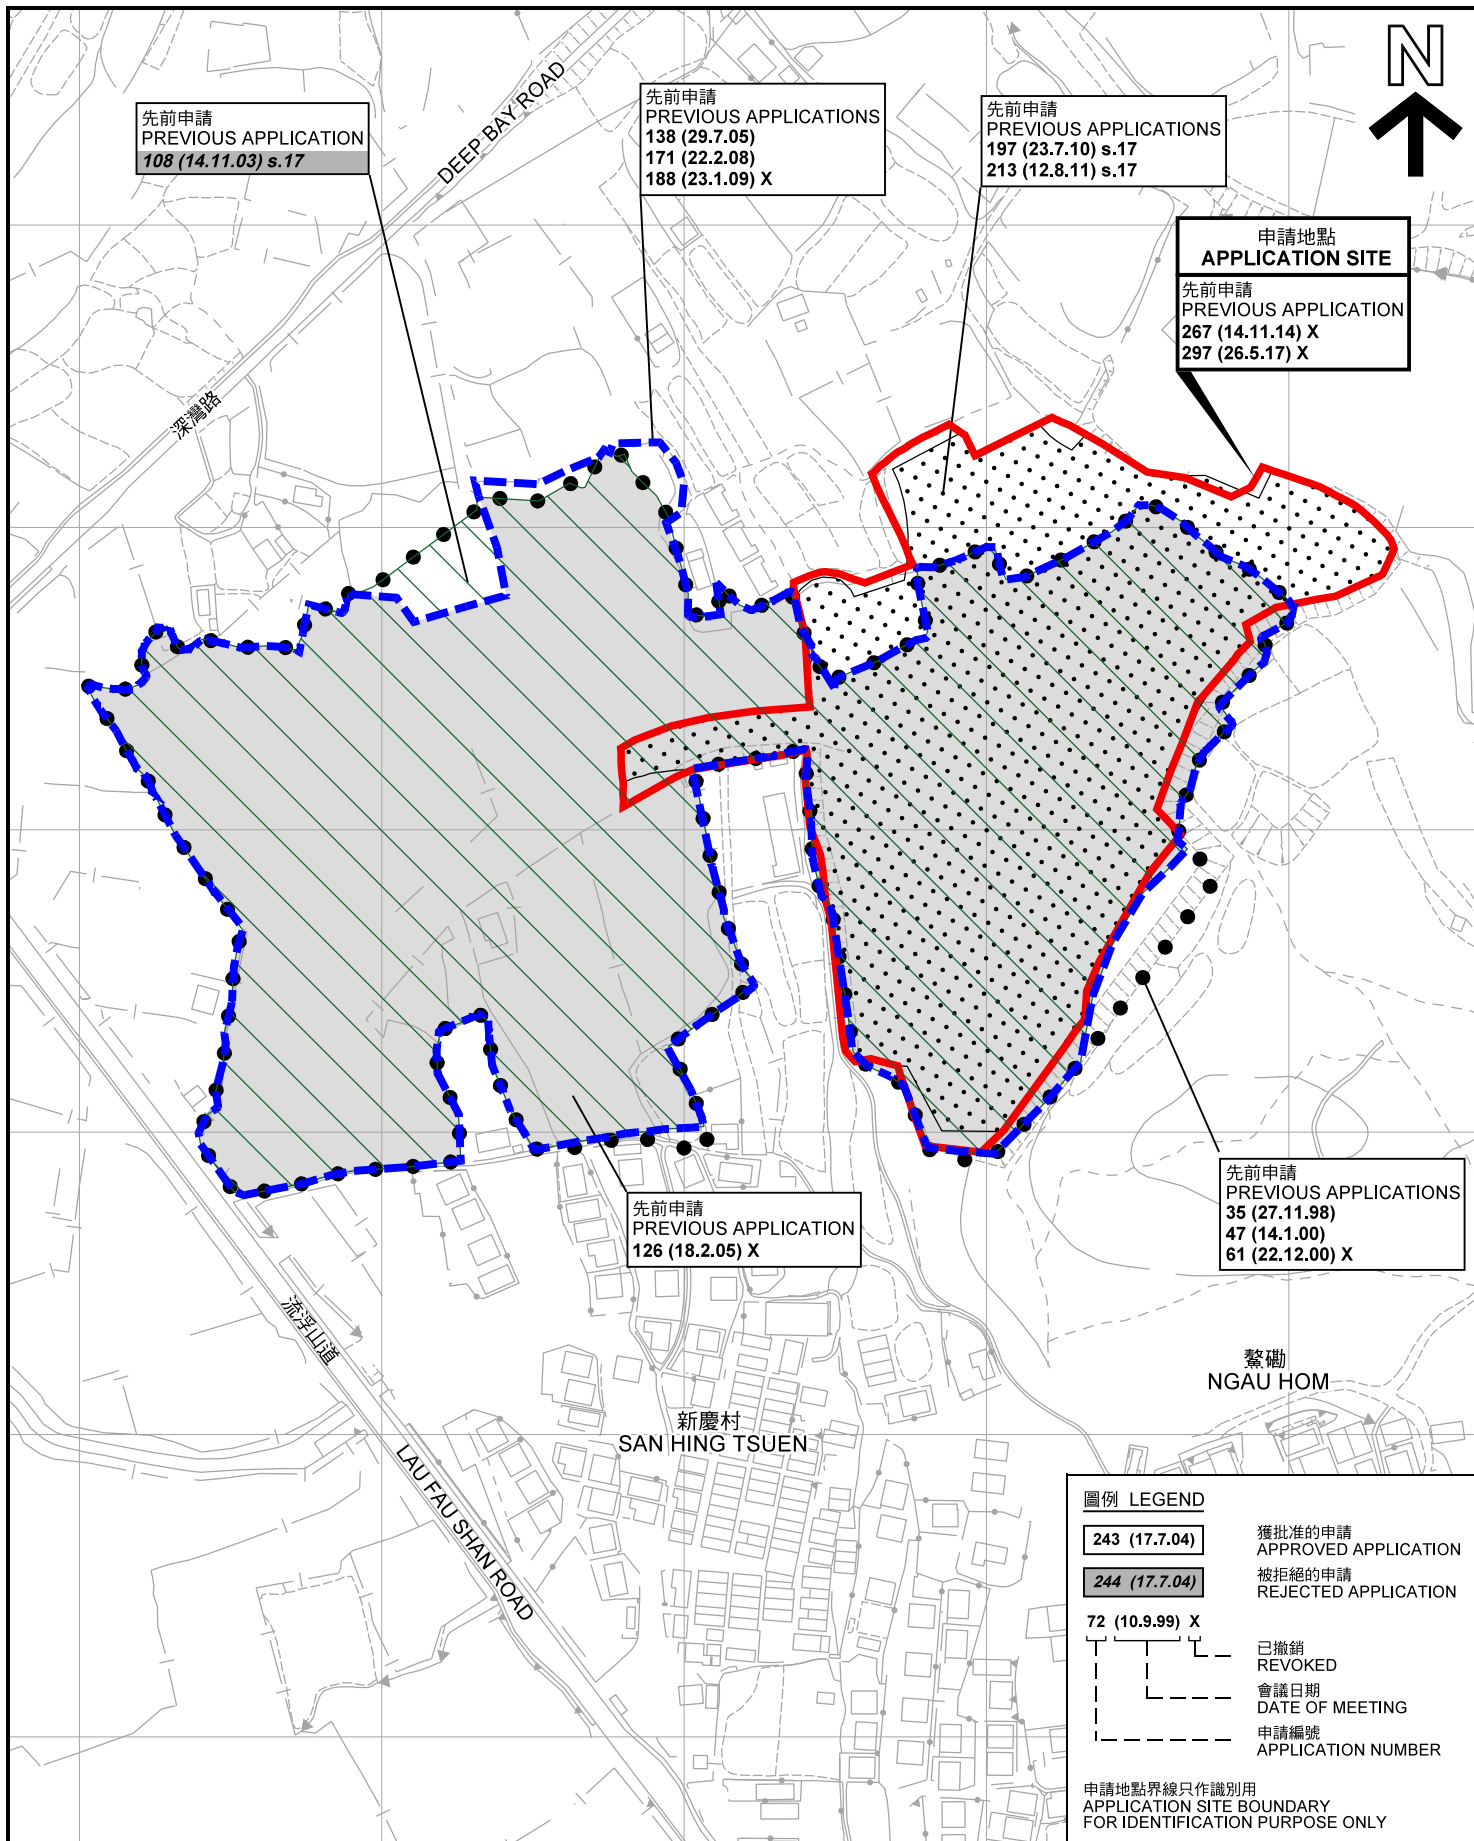 先前申請
PREVIOUS APPLICATION
108 (14.11.03) s.17
先前申請
PREVIOUS APPLICATIONS
138 (29.7.05)
171 (22.2.08)
188 (23.1.09) X
先前申請
PREVIOUS APPLICATIONS
197 (23.7.10) s.17
213 (12.8.11) s.17
N
申請地點
APPLICATION SITE
先前申請
PREVIOUS APPLICATION
267 (14.11.14) X
297 (26.5.17) X
DEEP BAY ROAD
深灣路
先前申請
PREVIOUS APPLICATION
126 (18.2.05) X
先前申請
PREVIOUS APPLICATIONS
35 (27.11.98)
47 (14.1.00)
61 (22.12.00) X
流浮山道
LAU FAU SHAN ROAD
新慶村
SAN HING TSUEN
鰲磡
NGAU HOM
圖例 LEGEND
243 (17.7.04)
獲批准的申請
APPROVED APPLICATION
244 (17.7.04)
被拒絕的申請
REJECTED APPLICATION
72 (10.9.99) X
已撤銷
REVOKED
會議日期
DATE OF MEETING
申請編號
APPLICATION NUMBER
申請地點界線只作識別用
APPLICATION SITE BOUNDARY
FOR IDENTIFICATION PURPOSE ONLY